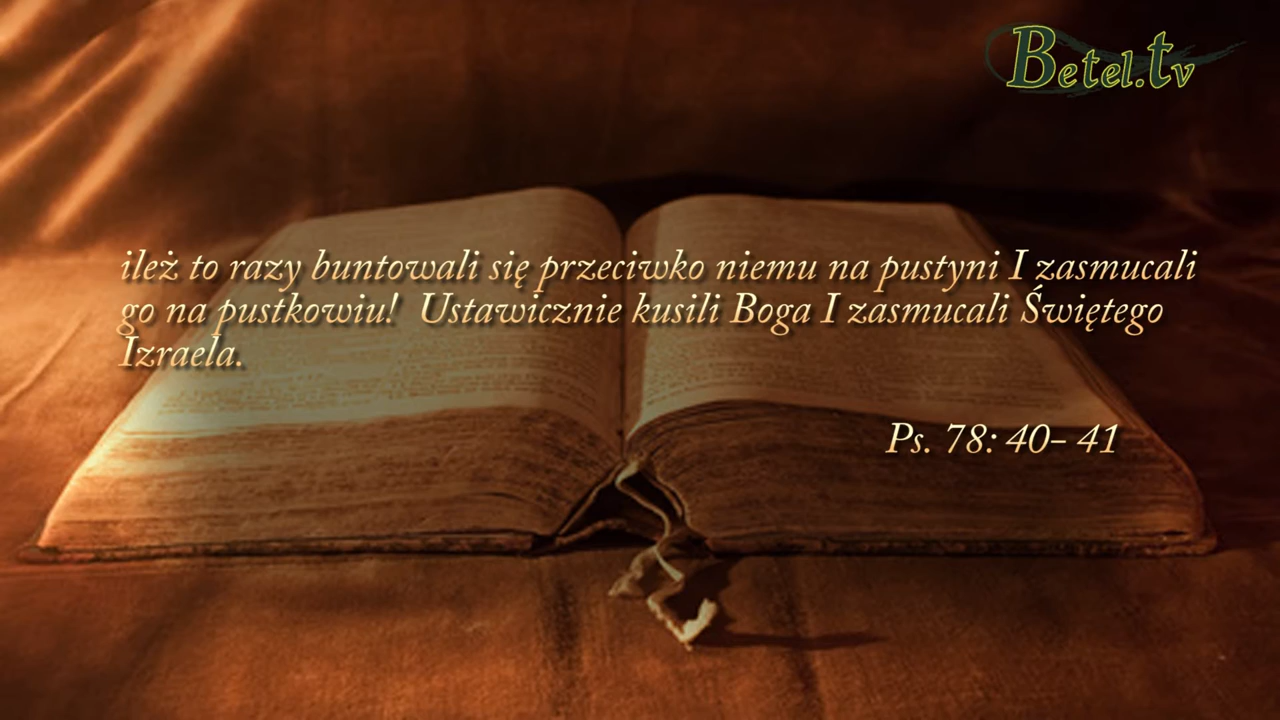 Betel.tv
ileż to razy buntowali się przeciwko niemu na pustyni I zasmucali
go na pustkowiu!  Ustawicznie kusili Boga I zasmucali Świętego
Izraela.
Ps. 78: 40- 41